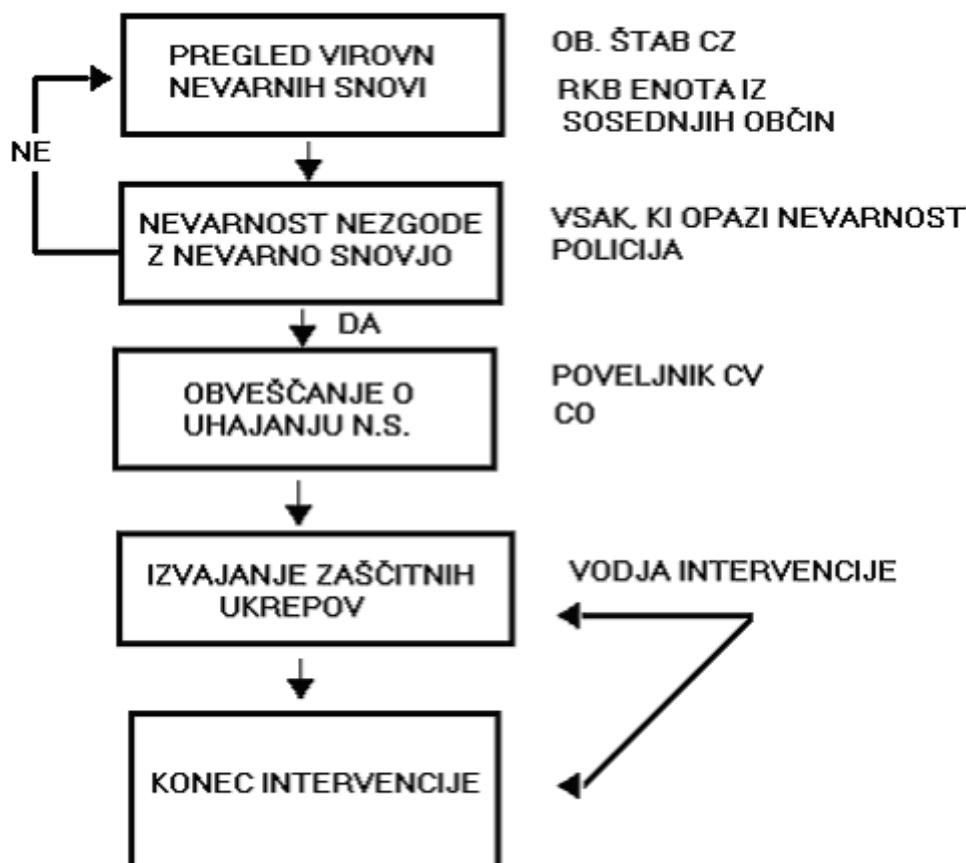 PREGLED VIROVN
NEVARNIH SNOVI
OB. ŠTAB CZ
RKB ENOTA IZ
SOSEDNJIH OBČIN
NE
NEVARNOST NEZGODE
Z NEVARNO SNOVJO
VSAK, KI OPAZI NEVARNOST
POLICIJA
DA
OBVEŠČANJE O
UHAJANJU N.S.
POVELJNIK CV
CO
IZVAJANJE ZAŠČITNIH
UKREPOV
VODJA INTERVENCIJE
KONEC INTERVENCIJE